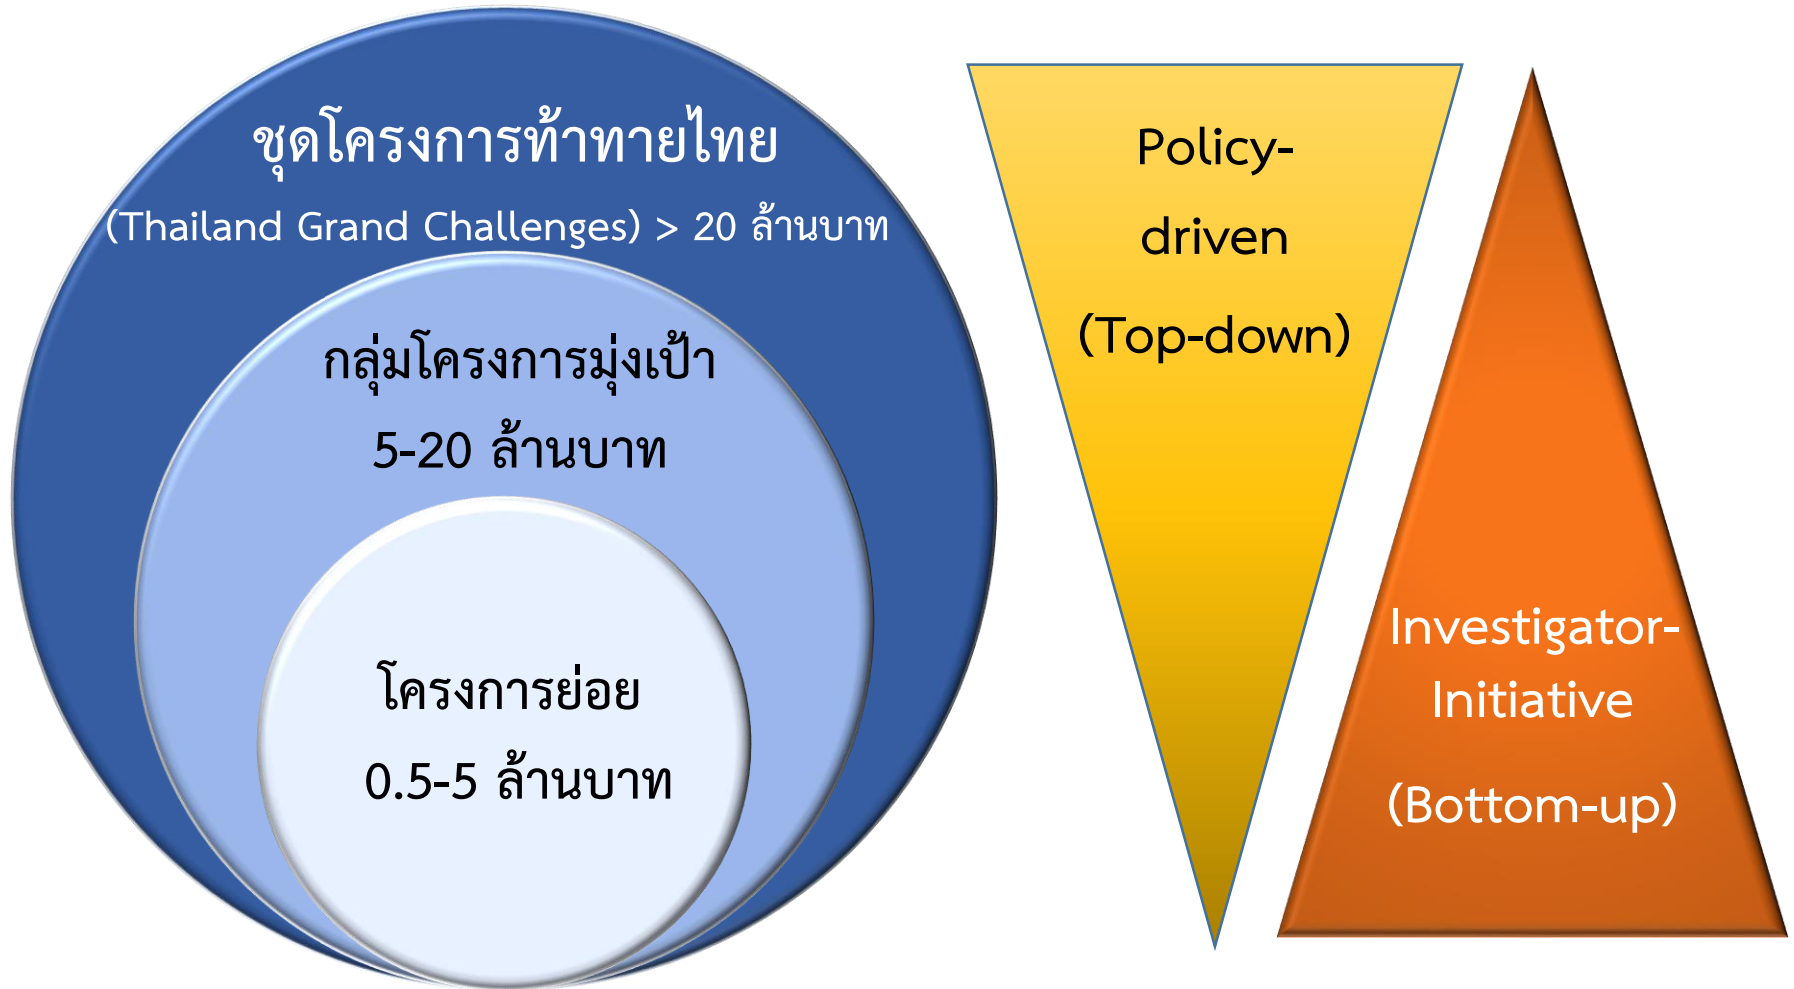 ชุดโครงการท้าทายไทย
(Thailand Grand Challenges) > 20 ล้านบาท
กลุ่มโครงการมุ่งเป้า
5-20 ล้านบาท
โครงการย่อย
0.5-5 ล้านบาท
Policy-
driven
(Top-down)
Investigator-
Initiative
(Bottom-up)